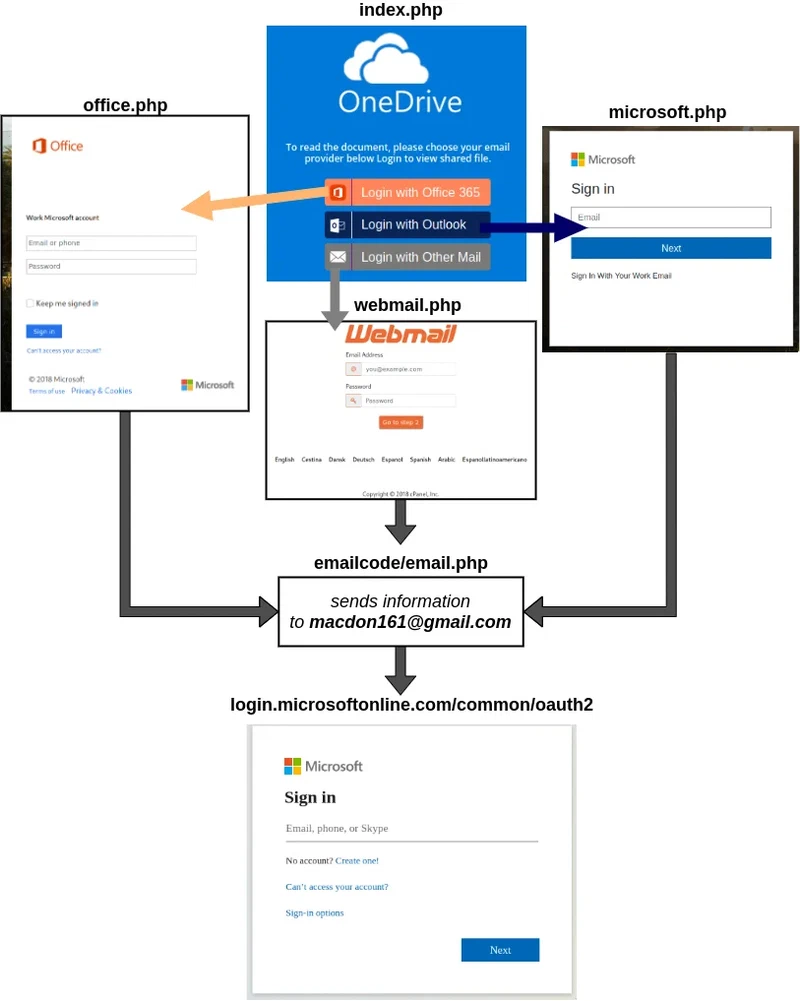 index.php
OneDrive
To read the document, please choose your email
provider below Login to view shared file.
Login with Office 365
Login with Outlook
Login with Other Mail
office.php
Office
Work Microsoft account
Email or phone
Password
Keep me signed in
Sign in
Can't access your account?
© 2018 Microsoft
Terms of use Privacy & Cookies
Microsoft
microsoft.php
Microsoft
Sign in
Email
Next
Sign In With Your Work Email
webmail.php
Webmail
Email Address
you@example.com
Password
Password
Go to step 2
English Cestina Dansk Deutsch Espanol Spanish Arabic Espanollatinoamericano
Copyright © 2018 cPanel, Inc.
emailcode/email.php
sends information
to macdon161@gmail.com
login.microsoftonline.com/common/oauth2
Microsoft
Sign in
Email, phone, or Skype
No account? Create one!
Can't access your account?
Sign-in options
Next